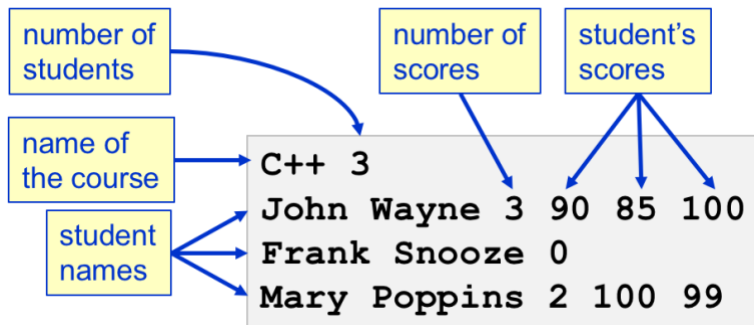 number of
students
number of
scores
student's
scores
name of
the course
student
names
C++ 3
John Wayne 3 90 85 100
Frank Snooze 0
Mary Poppins 2 100 99